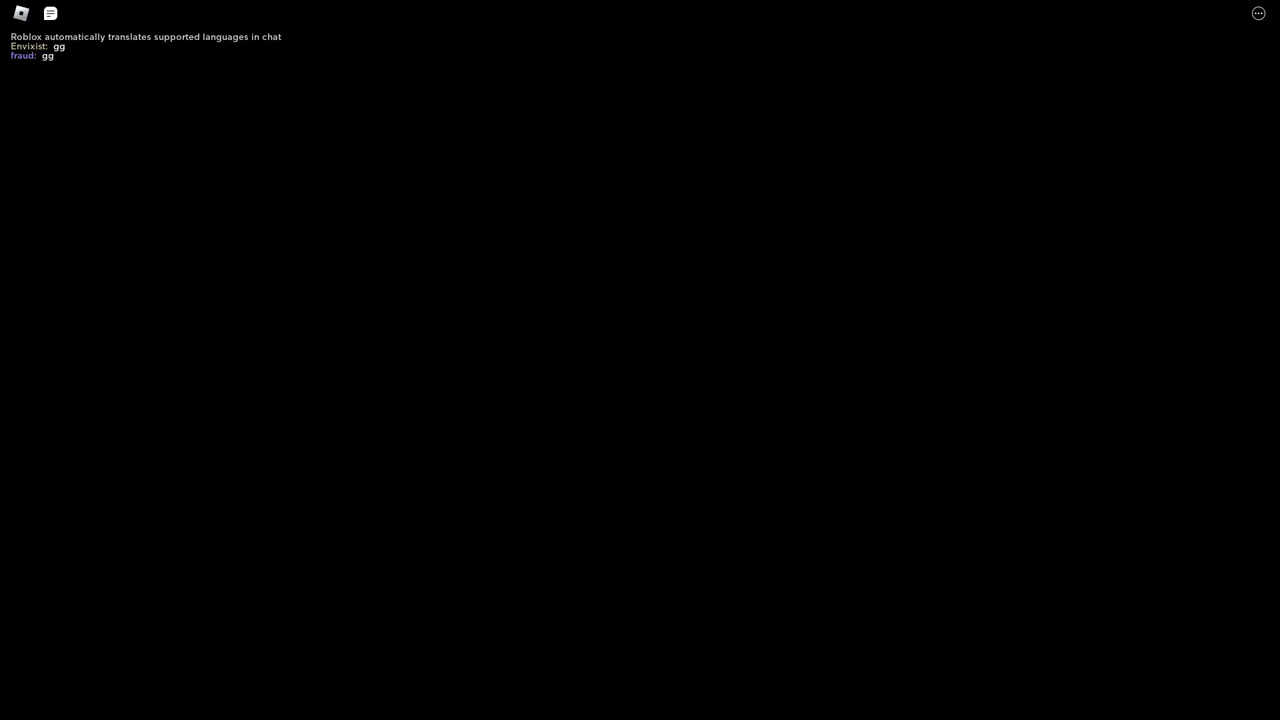 Roblox automatically translates supported languages in chat
Envixist: gg
fraud: gg